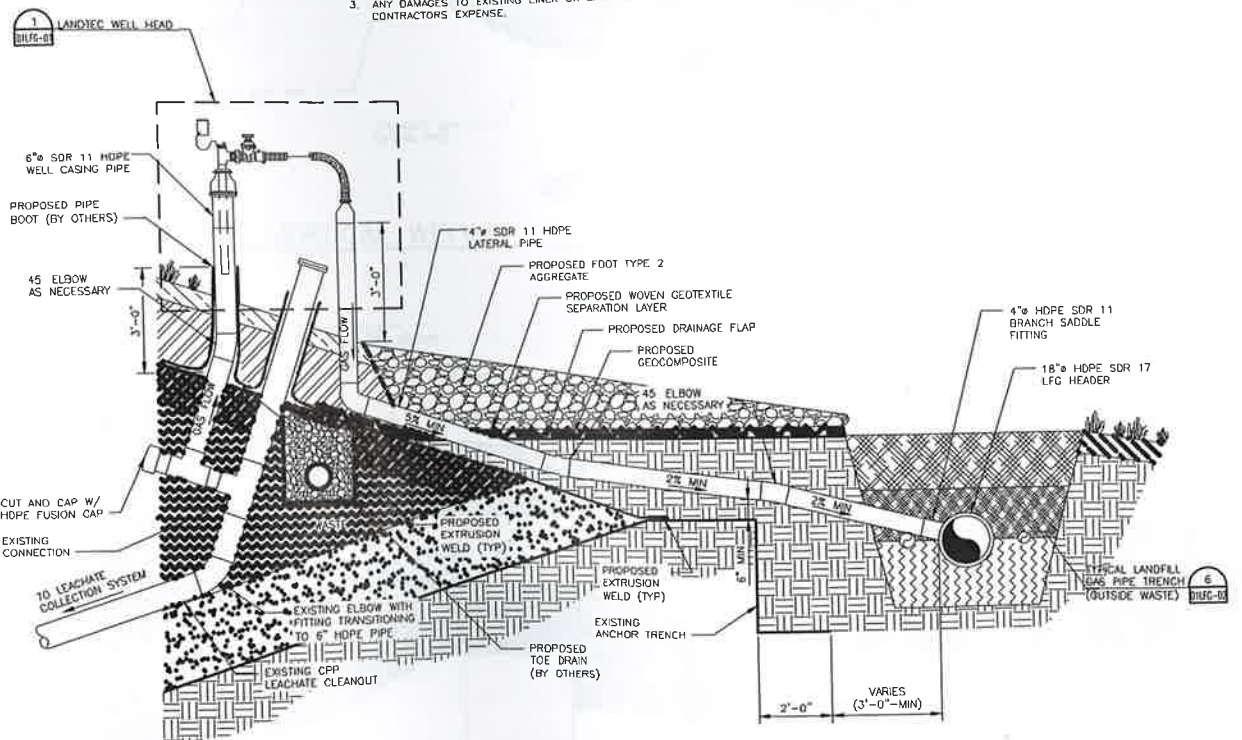 3. ANY DAMAGES TO EXISTING LINER OR
CONTRACTORS EXPENSE.
1
LANDTEC WELL HEAD
01LFG-01
6"ø SDR 11 HDPE
WELL CASING PIPE
PROPOSED PIPE
BOOT (BY OTHERS)
45 ELBOW
AS NECESSARY
3'-0"
GAS FLOW
3'-0"
GAS FLOW
4"ø SDR 11 HDPE
LATERAL PIPE
PROPOSED FOOT TYPE 2
AGGREGATE
PROPOSED WOVEN GEOTEXTILE
SEPARATION LAYER
PROPOSED DRAINAGE FLAP
PROPOSED
GEOCOMPOSITE
45 ELBOW
AS NECESSARY
4"ø HDPE SDR 11
BRANCH SADDLE
FITTING
18"ø HDPE SDR 17
LFG HEADER
5% MIN
2% MIN
2% MIN
CUT AND CAP W/
HDPE FUSION CAP
EXISTING
CONNECTION
WASTE
TO LEACHATE
COLLECTION SYSTEM
EXISTING ELBOW WITH
FITTING TRANSITIONING
TO 6" HDPE PIPE
EXISTING CPP
LEACHATE CLEANOUT
PROPOSED
EXTRUSION
WELD (TYP)
PROPOSED
TOE DRAIN
(BY OTHERS)
PROPOSED
EXTRUSION
WELD (TYP)
EXISTING
ANCHOR TRENCH
6" MIN
2'-0"
VARIES
(3'-0"-MIN)
TYPICAL LANDFILL
GAS PIPE TRENCH
(OUTSIDE WASTE)
6
01LFG-02